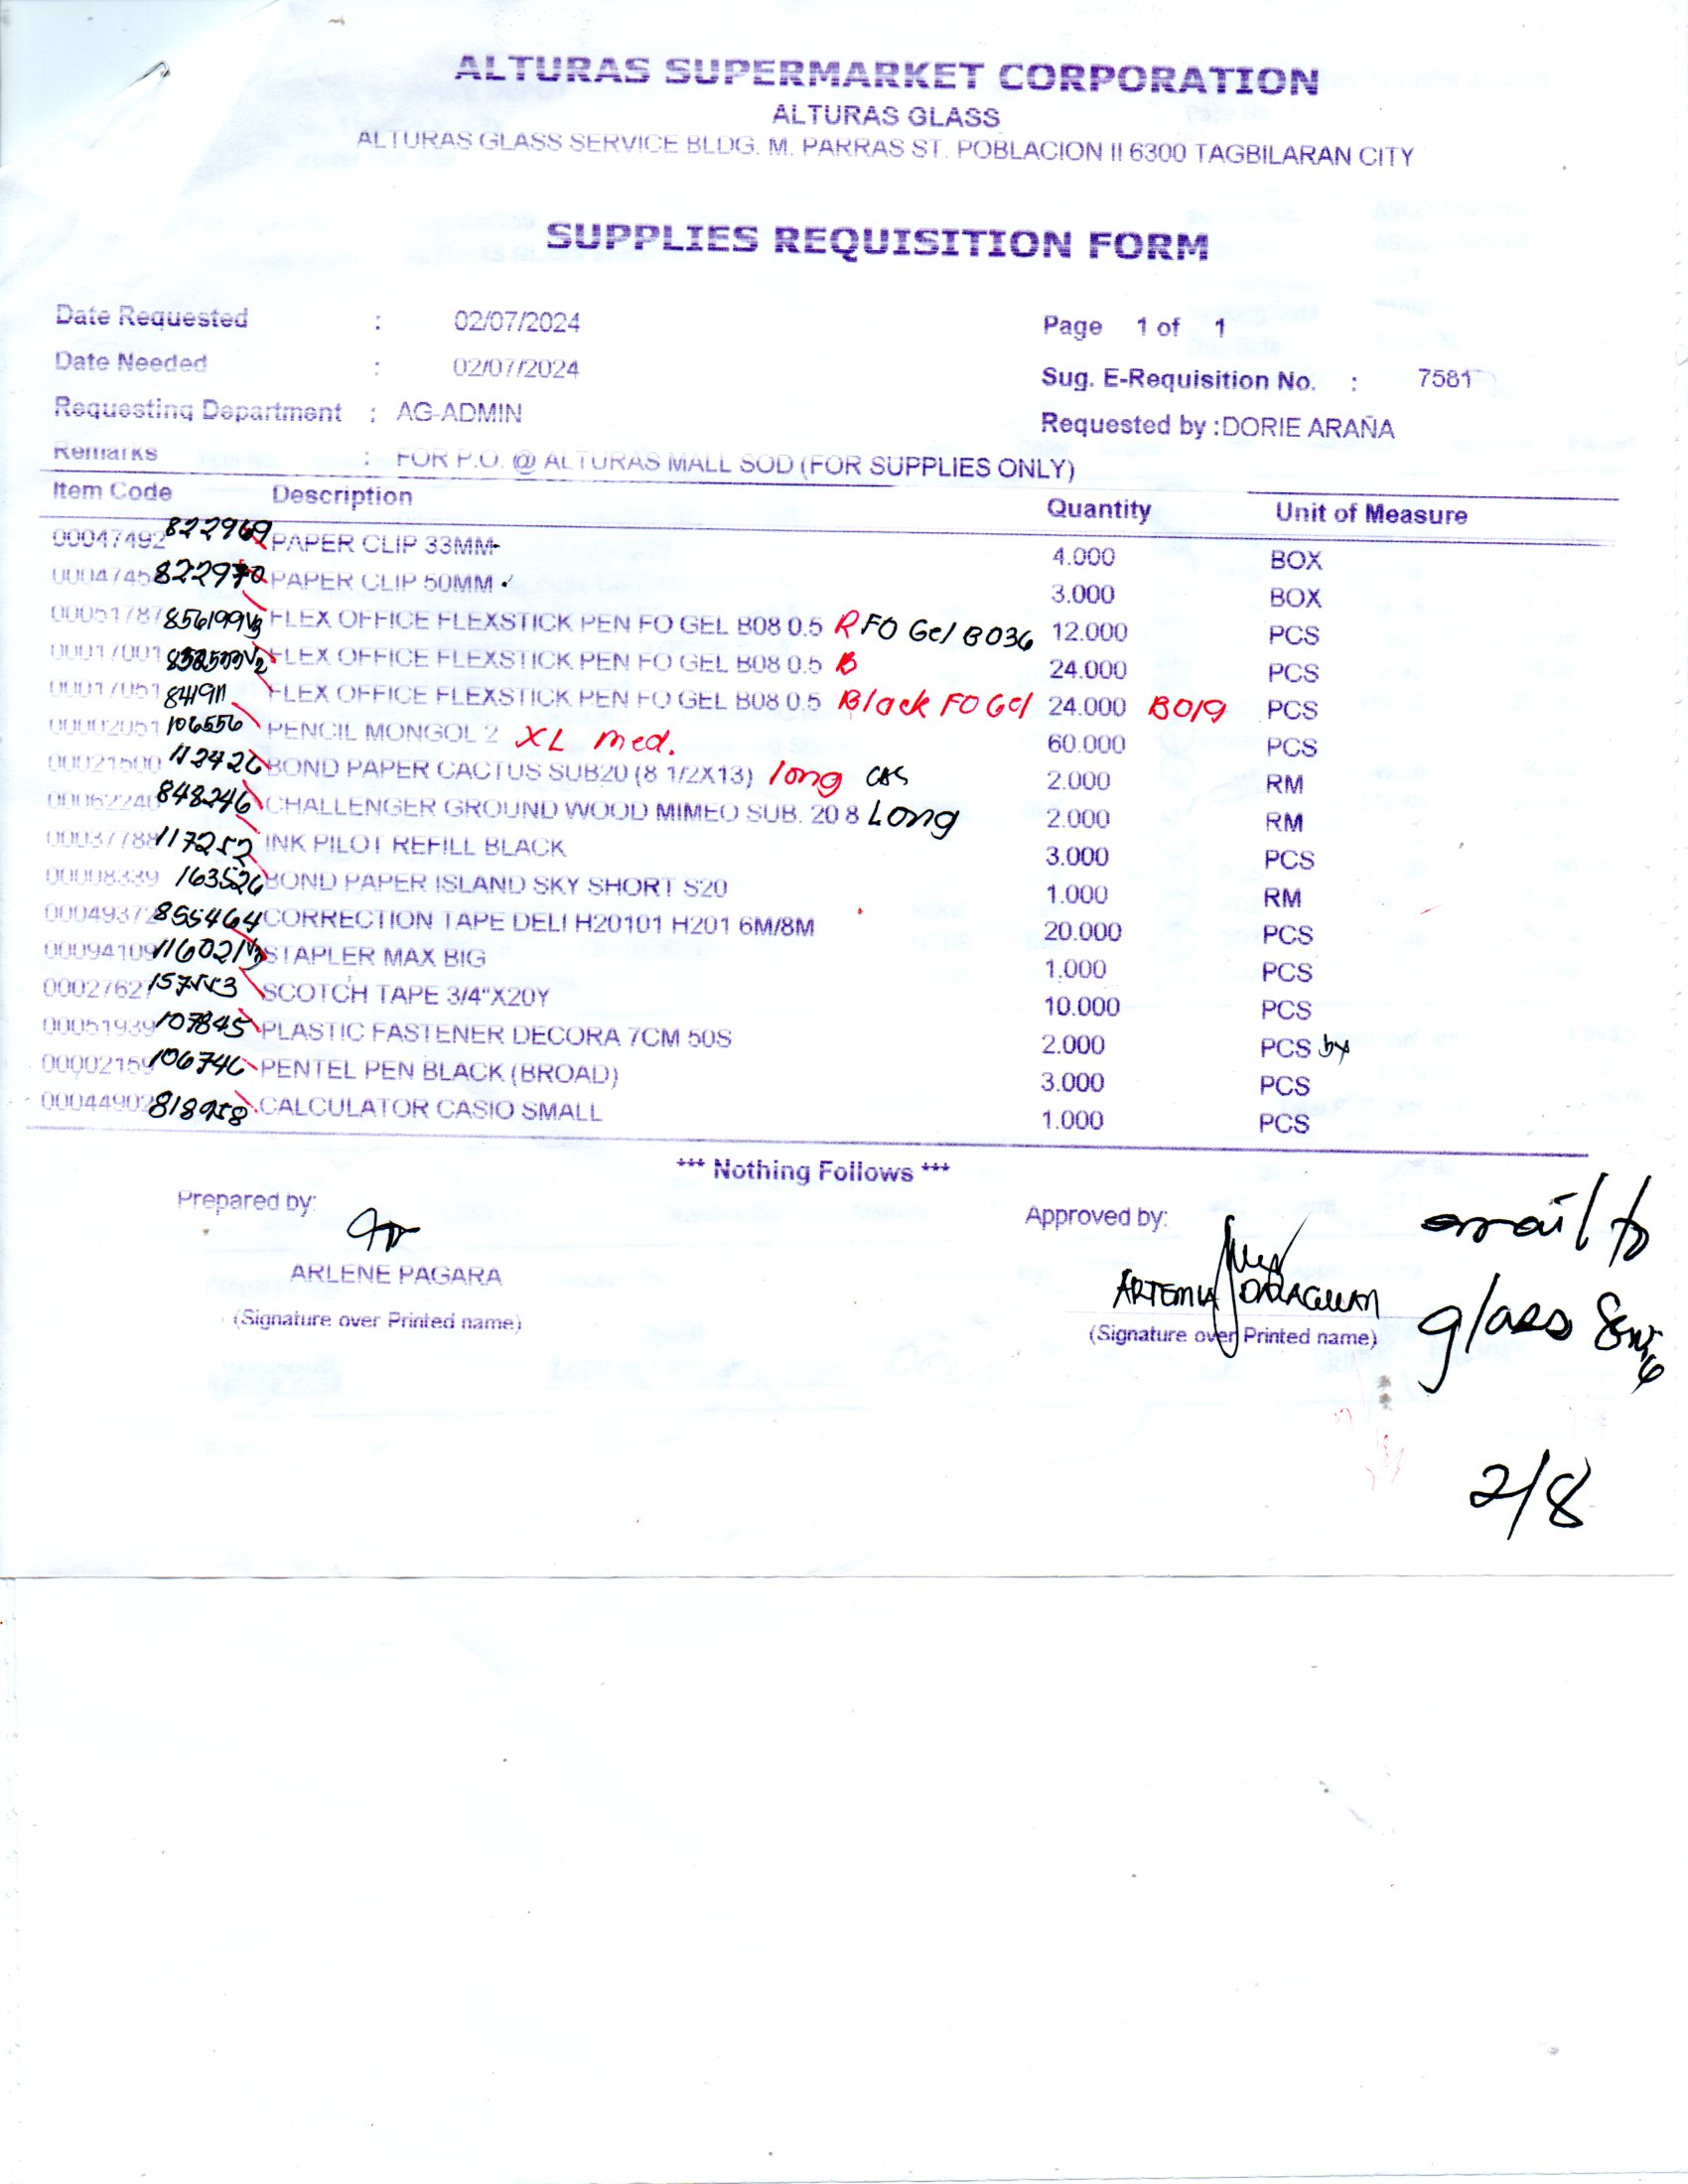 ALTURAS SUPERMARKET CORPORATION
ALTURAS GLASS
ALTURAS GLASS SERVICE BLDG. M. PARRAS ST. POBLACION II 6300 TAGBILARAN CITY
SUPPLIES REQUISITION FORM
Date Requested : 02/07/2024 Page 1 of 1
Date Needed : 02/07/2024 Sug. E-Requisition No. : 7581
Requesting Department : AG-ADMIN Requested by :DORIE ARAÑA
Remarks : FOR P.O. @ ALTURAS MALL SOD (FOR SUPPLIES ONLY)
Item Code Description Quantity Unit of Measure
00047492 822969 PAPER CLIP 33MM 4.000 BOX
0004745 822970 PAPER CLIP 50MM 3.000 BOX
00051787 856199 1/3 FLEX OFFICE FLEXSTICK PEN FO GEL B08 0.5 R FO Gel B036 12.000 PCS
00017001 FLEX OFFICE FLEXSTICK PEN FO GEL B08 0.5 B 24.000 PCS
00017051 841911 FLEX OFFICE FLEXSTICK PEN FO GEL B08 0.5 Black FO Gel 24.000 B019 PCS
00002051 106556 PENCIL MONGOL 2 XL med. 60.000 PCS
00021500 112426 BOND PAPER CACTUS SUB20 (8 1/2X13) long 2.000 RM
00062240 848246 CHALLENGER GROUND WOOD MIMEO SUB. 20 8 Long 2.000 RM
00037788 117252 INK PILOT REFILL BLACK 3.000 PCS
00008339 163526 BOND PAPER ISLAND SKY SHORT S20 1.000 RM
00049372 855464 CORRECTION TAPE DELI H20101 H201 6M/8M 20.000 PCS
00094109 116021 1/3 STAPLER MAX BIG 1.000 PCS
00027627 SCOTCH TAPE 3/4"X20Y 10.000 PCS
00051939 107845 PLASTIC FASTENER DECORA 7CM 50S 2.000 PCS bx
00002159 106746 PENTEL PEN BLACK (BROAD) 3.000 PCS
00044902 818958 CALCULATOR CASIO SMALL 1.000 PCS
*** Nothing Follows ***
Prepared by: Approved by:
ARLENE PAGARA ARTEMIA
(Signature over Printed name) (Signature over Printed name)
email to
glass
2/8